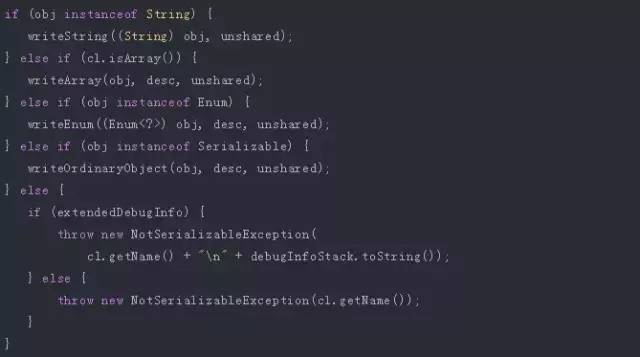 if (obj instanceof String) {
    writeString((String) obj, unshared);
} else if (cl.isArray()) {
    writeArray(obj, desc, unshared);
} else if (obj instanceof Enum) {
    writeEnum((Enum<?>) obj, desc, unshared);
} else if (obj instanceof Serializable) {
    writeOrdinaryObject(obj, desc, unshared);
} else {
    if (extendedDebugInfo) {
        throw new NotSerializableException(
            cl.getName() + "\n" + debugInfoStack.toString());
    } else {
        throw new NotSerializableException(cl.getName());
    }
}